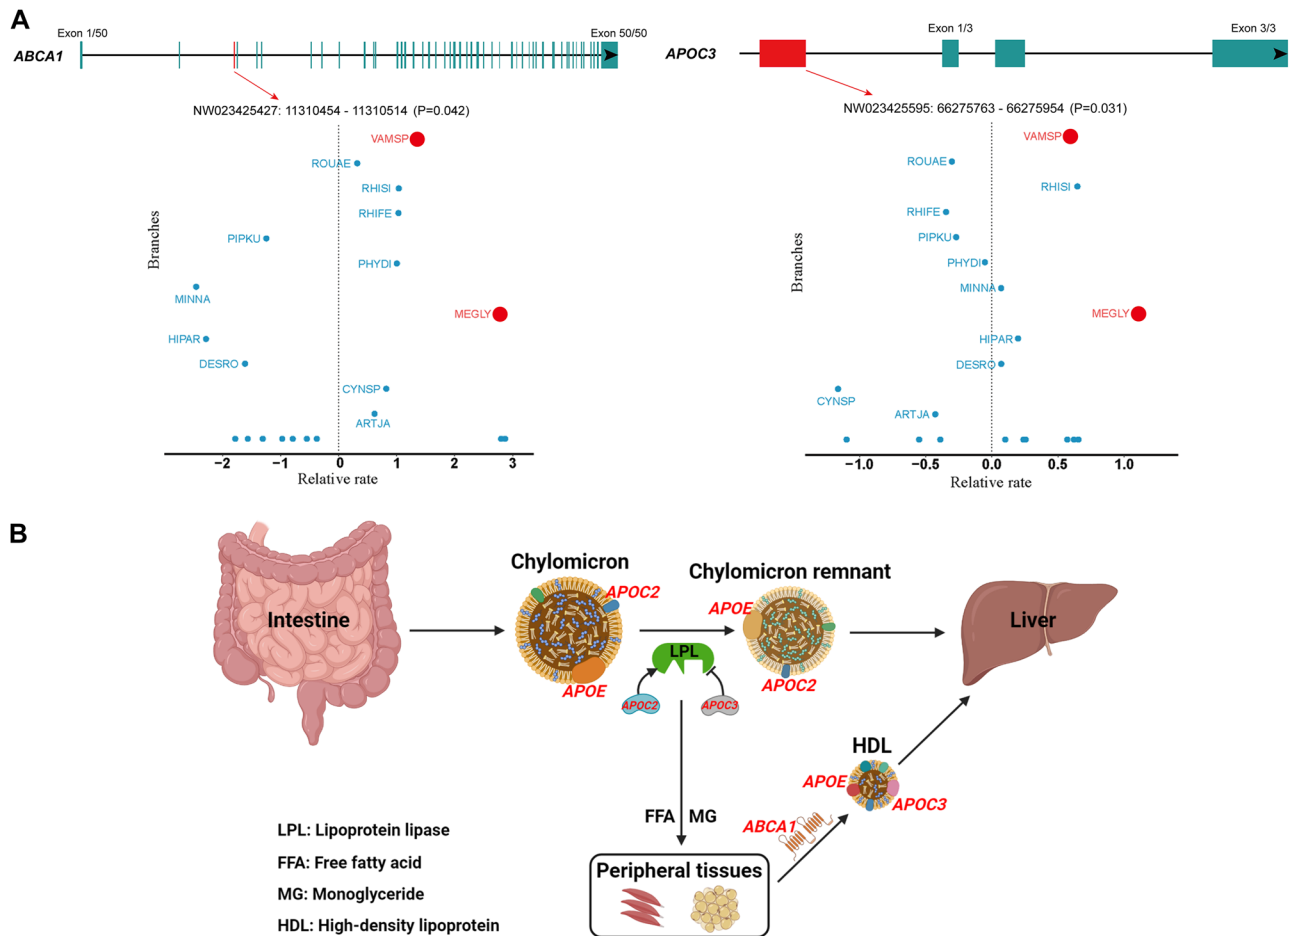 A
Exon 1/50
Exon 50/50
ABCA1
NW023425427: 11310454 - 11310514 (P=0.042)
VAMSP
ROUAE
RHISI
RHIFE
PIPKU
PHYDI
MINNA
MEGLY
HIPAR
DESRO
CYNSP
ARTJA
Branches
−2
−1
0
1
2
3
Relative rate
Exon 1/3
Exon 3/3
APOC3
NW023425595: 66275763 - 66275954 (P=0.031)
VAMSP
ROUAE
RHISI
RHIFE
PIPKU
PHYDI
MINNA
MEGLY
HIPAR
DESRO
CYNSP
ARTJA
Branches
−1.0
−0.5
0.0
0.5
1.0
Relative rate
B
Intestine
Chylomicron
APOC2
APOE
Chylomicron remnant
APOE
APOC2
LPL
APOC2
APOC3
Liver
HDL
APOE
APOC3
ABCA1
FFA
MG
Peripheral tissues
LPL: Lipoprotein lipase
FFA: Free fatty acid
MG: Monoglyceride
HDL: High-density lipoprotein